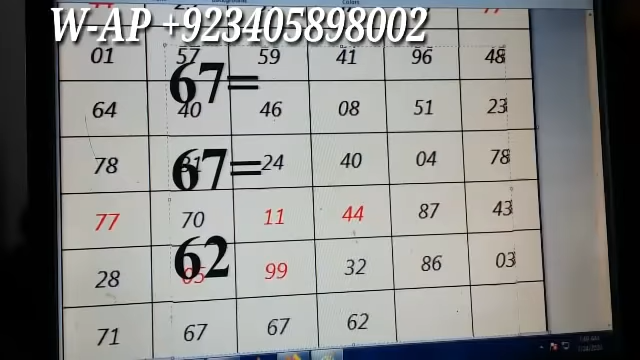 W-AP +923405898002
01 57 59 41 96 48
67=
64 40 46 08 51 23
78 24 40 04 78
67=
77 70 11 44 87 43
62
28 05 99 32 86 03
71 67 67 62